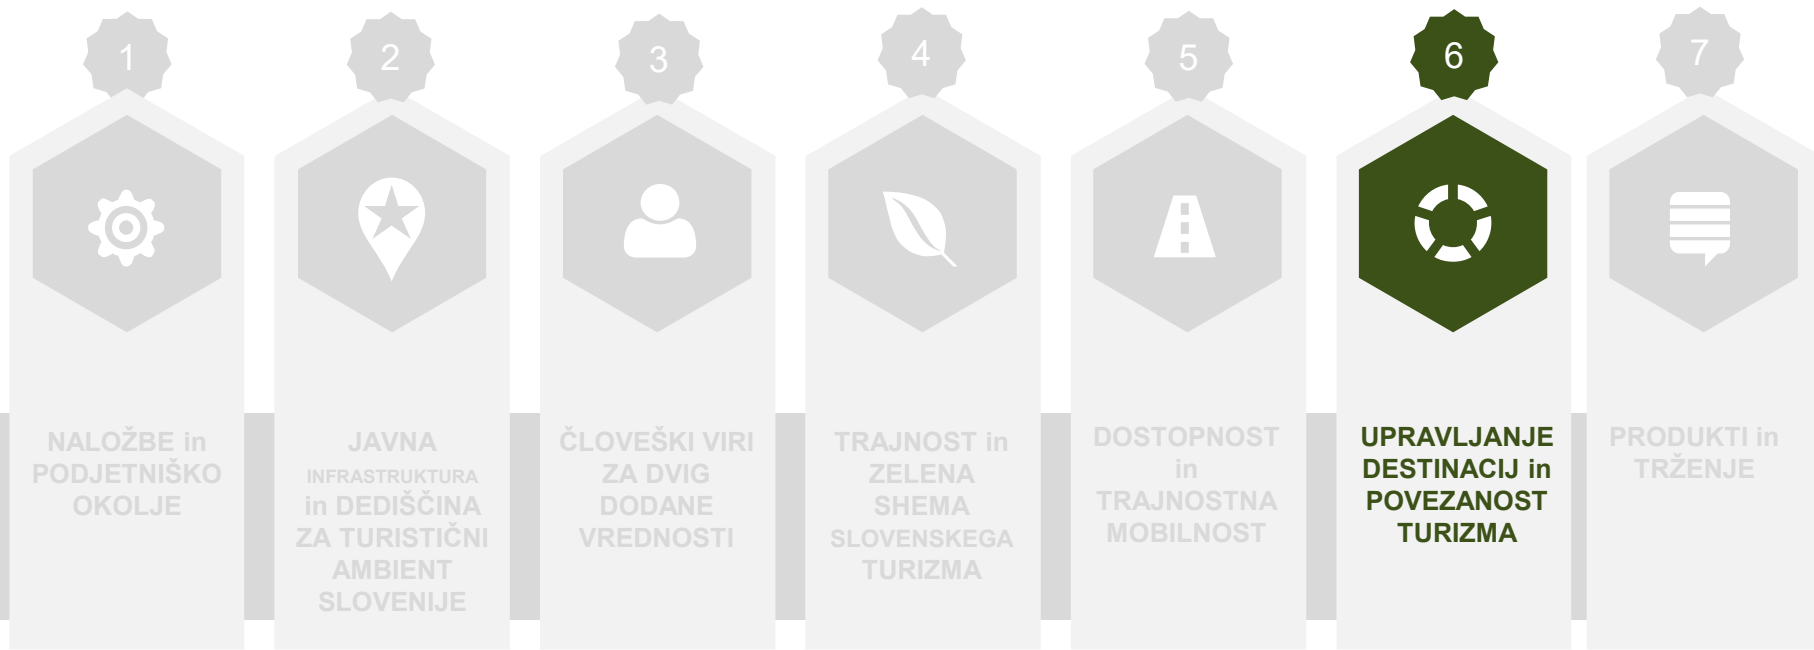 1
NALOŽBE in
PODJETNIŠKO
OKOLJE
2
JAVNA
INFRASTRUKTURA
in DEDIŠČINA
ZA TURISTIČNI
AMBIENT
SLOVENIJE
3
ČLOVEŠKI VIRI
ZA DVIG
DODANE
VREDNOSTI
4
TRAJNOST in
ZELENA
SHEMA
SLOVENSKEGA
TURIZMA
5
DOSTOPNOST
in
TRAJNOSTNA
MOBILNOST
6
UPRAVLJANJE
DESTINACIJ in
POVEZANOST
TURIZMA
7
PRODUKTI in
TRŽENJE